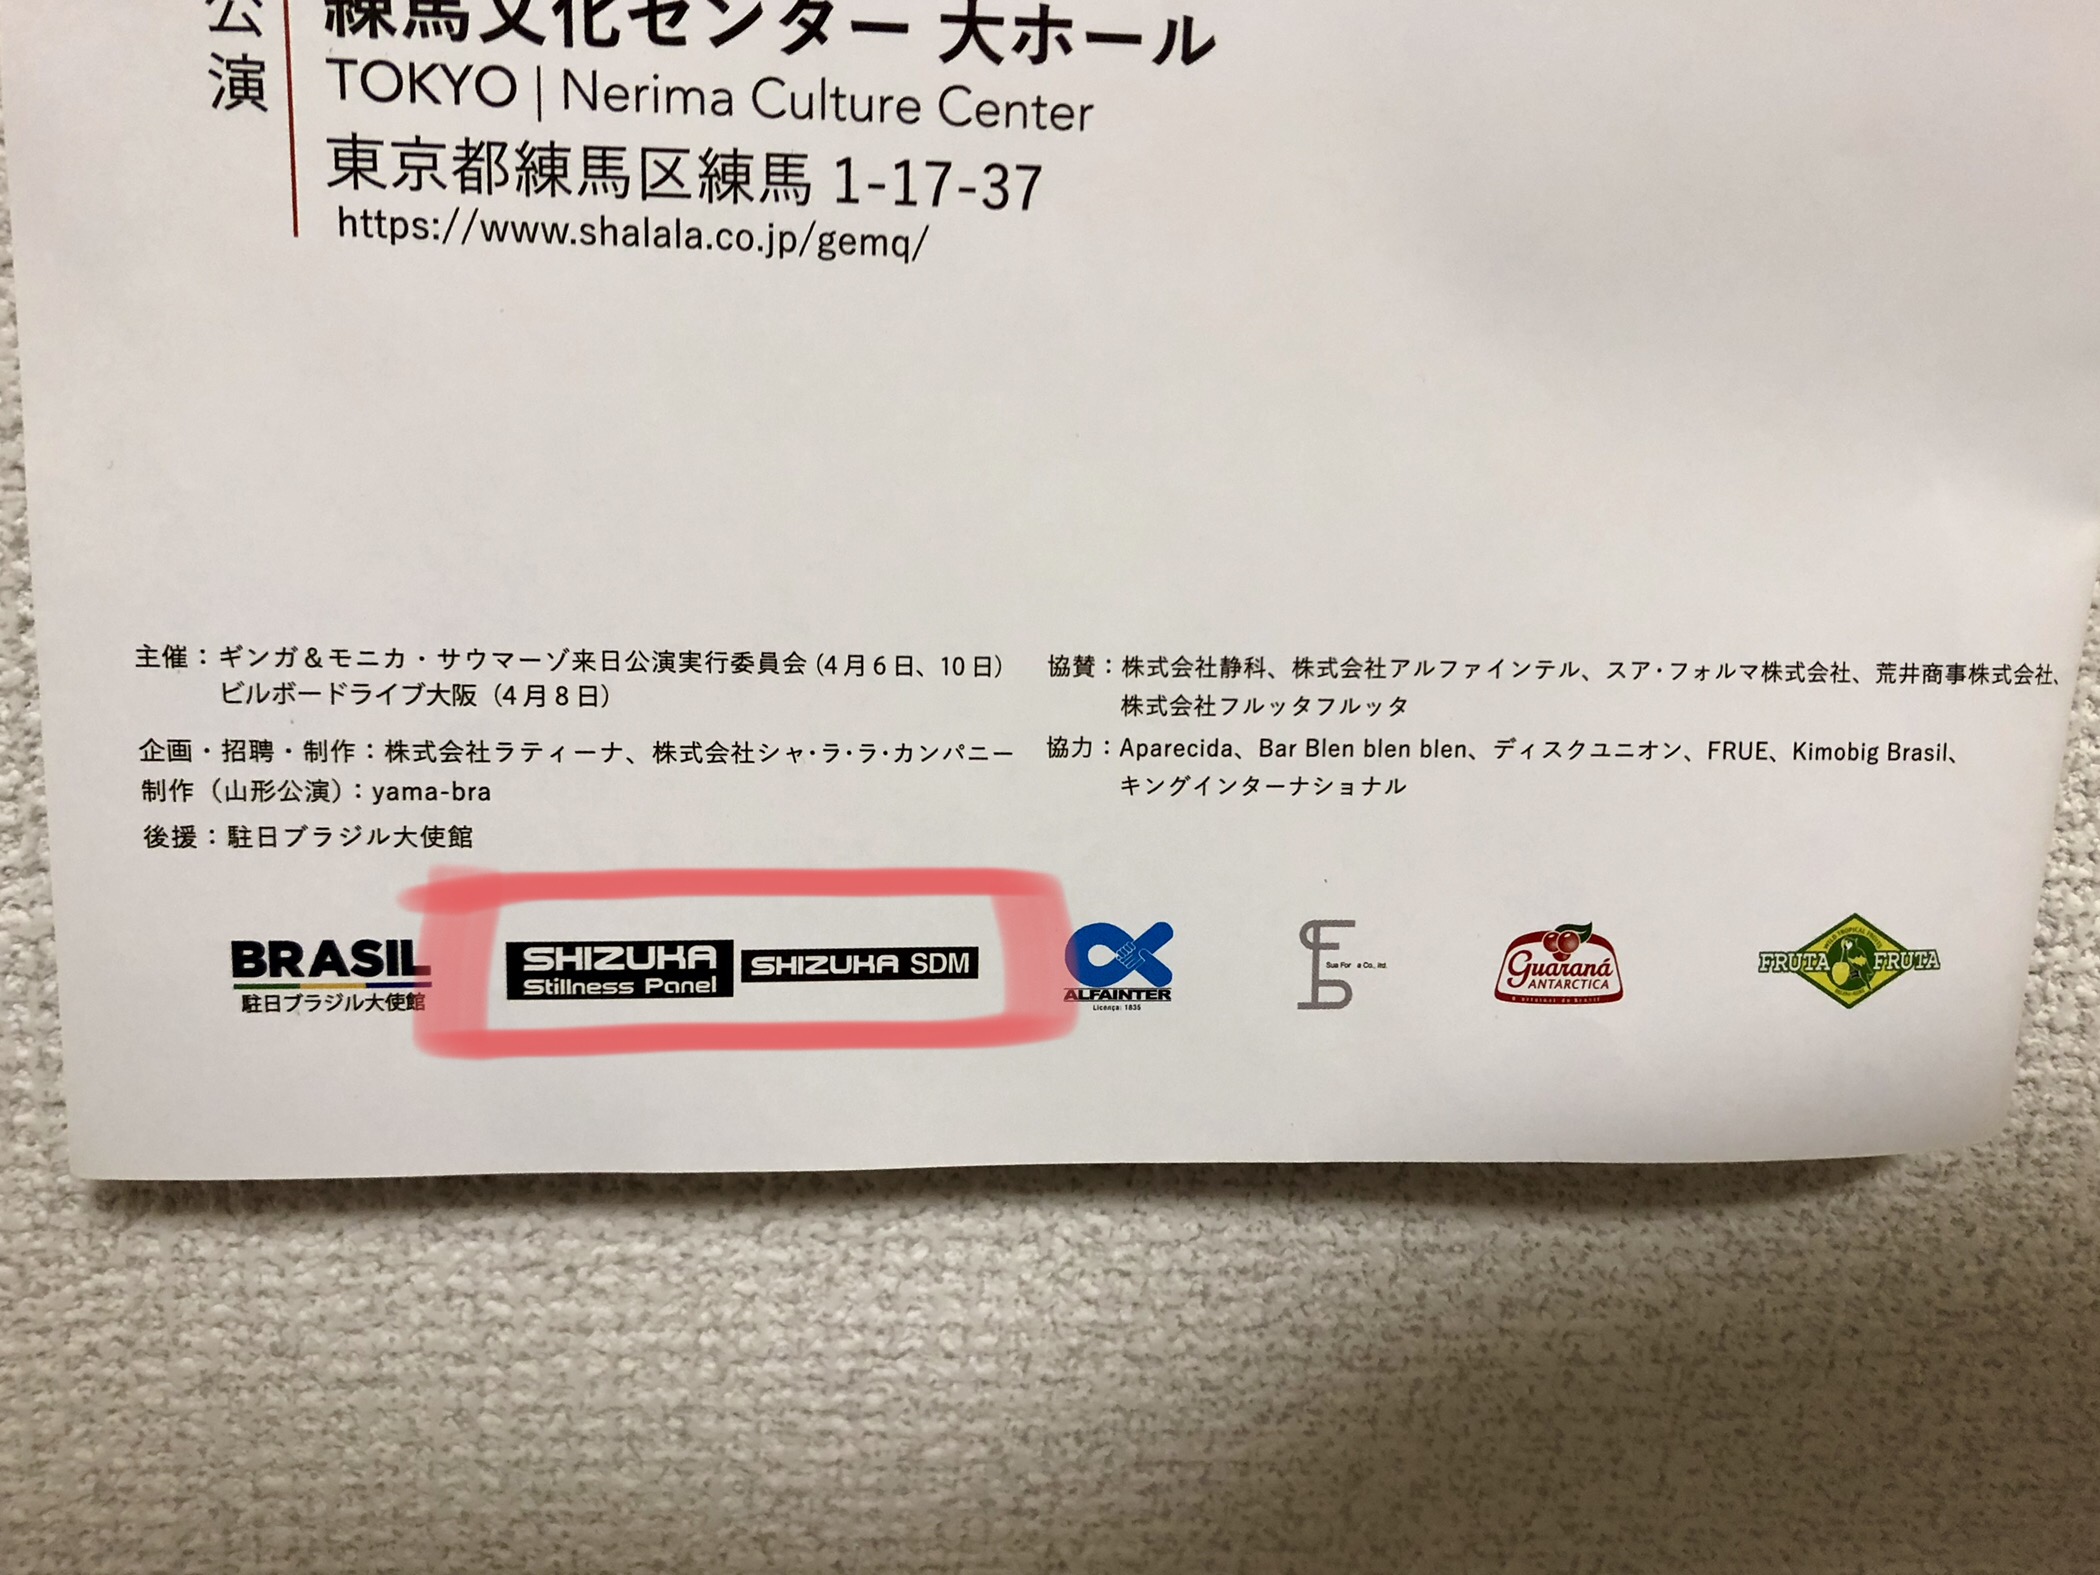 公演
練馬文化センター 大ホール
TOKYO | Nerima Culture Center
東京都練馬区練馬 1-17-37
https://www.shalala.co.jp/gemq/
主催：ギンガ＆モニカ・サウマーゾ来日公演実行委員会 (4月6日、10日)
ビルボードライブ大阪（4月8日）
企画・招聘・制作：株式会社ラティーナ、株式会社シャ・ラ・ラ・カンパニー
制作（山形公演）：yama-bra
後援：駐日ブラジル大使館
協賛：株式会社静科、株式会社アルファインテル、スア・フォルマ株式会社、荒井商事株式会社、
株式会社フルッタフルッタ
協力：Aparecida、Bar Blen blen blen、ディスクユニオン、FRUE、Kimobig Brasil、
キングインターナショナル
BRASIL
駐日ブラジル大使館
SHIZUKA
Stillness Panel
SHIZUKA SDM
ALFAINTER
Licença: 1835
Sua For a Co., ltd.
Guaraná
ANTARCTICA
FRUTA FRUTA